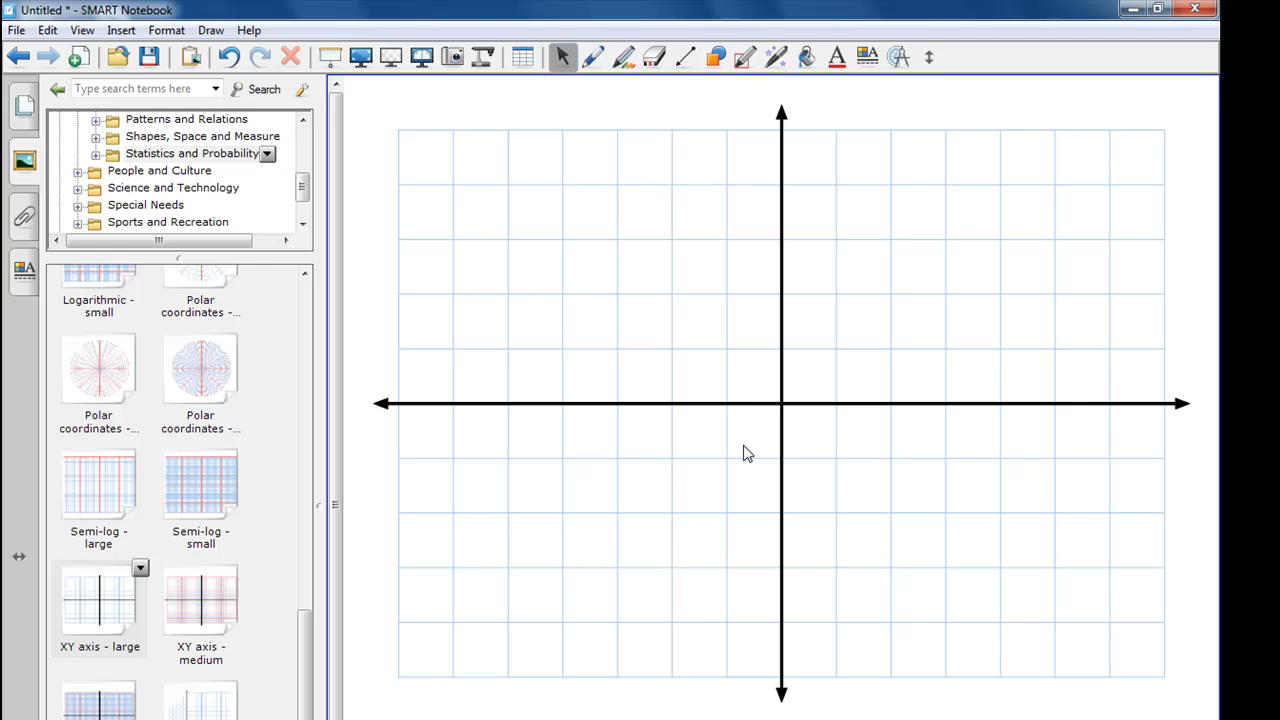 Untitled * - SMART Notebook
File Edit View Insert Format Draw Help
Type search terms here Search
Patterns and Relations
Shapes, Space and Measure
Statistics and Probability
People and Culture
Science and Technology
Special Needs
Sports and Recreation
Logarithmic - small
Polar coordinates -...
Polar coordinates -...
Polar coordinates -...
Semi-log - large
Semi-log - small
XY axis - large
XY axis - medium